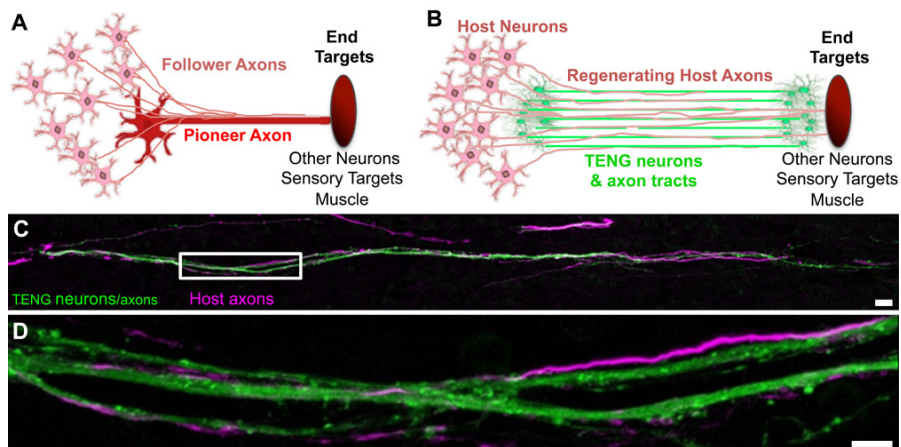 A
End
Targets
Follower Axons
Pioneer Axon
Other Neurons
Sensory Targets
Muscle
B
Host Neurons
End
Targets
Regenerating Host Axons
TENG neurons
& axon tracts
Other Neurons
Sensory Targets
Muscle
C
TENG neurons/axons
Host axons
D